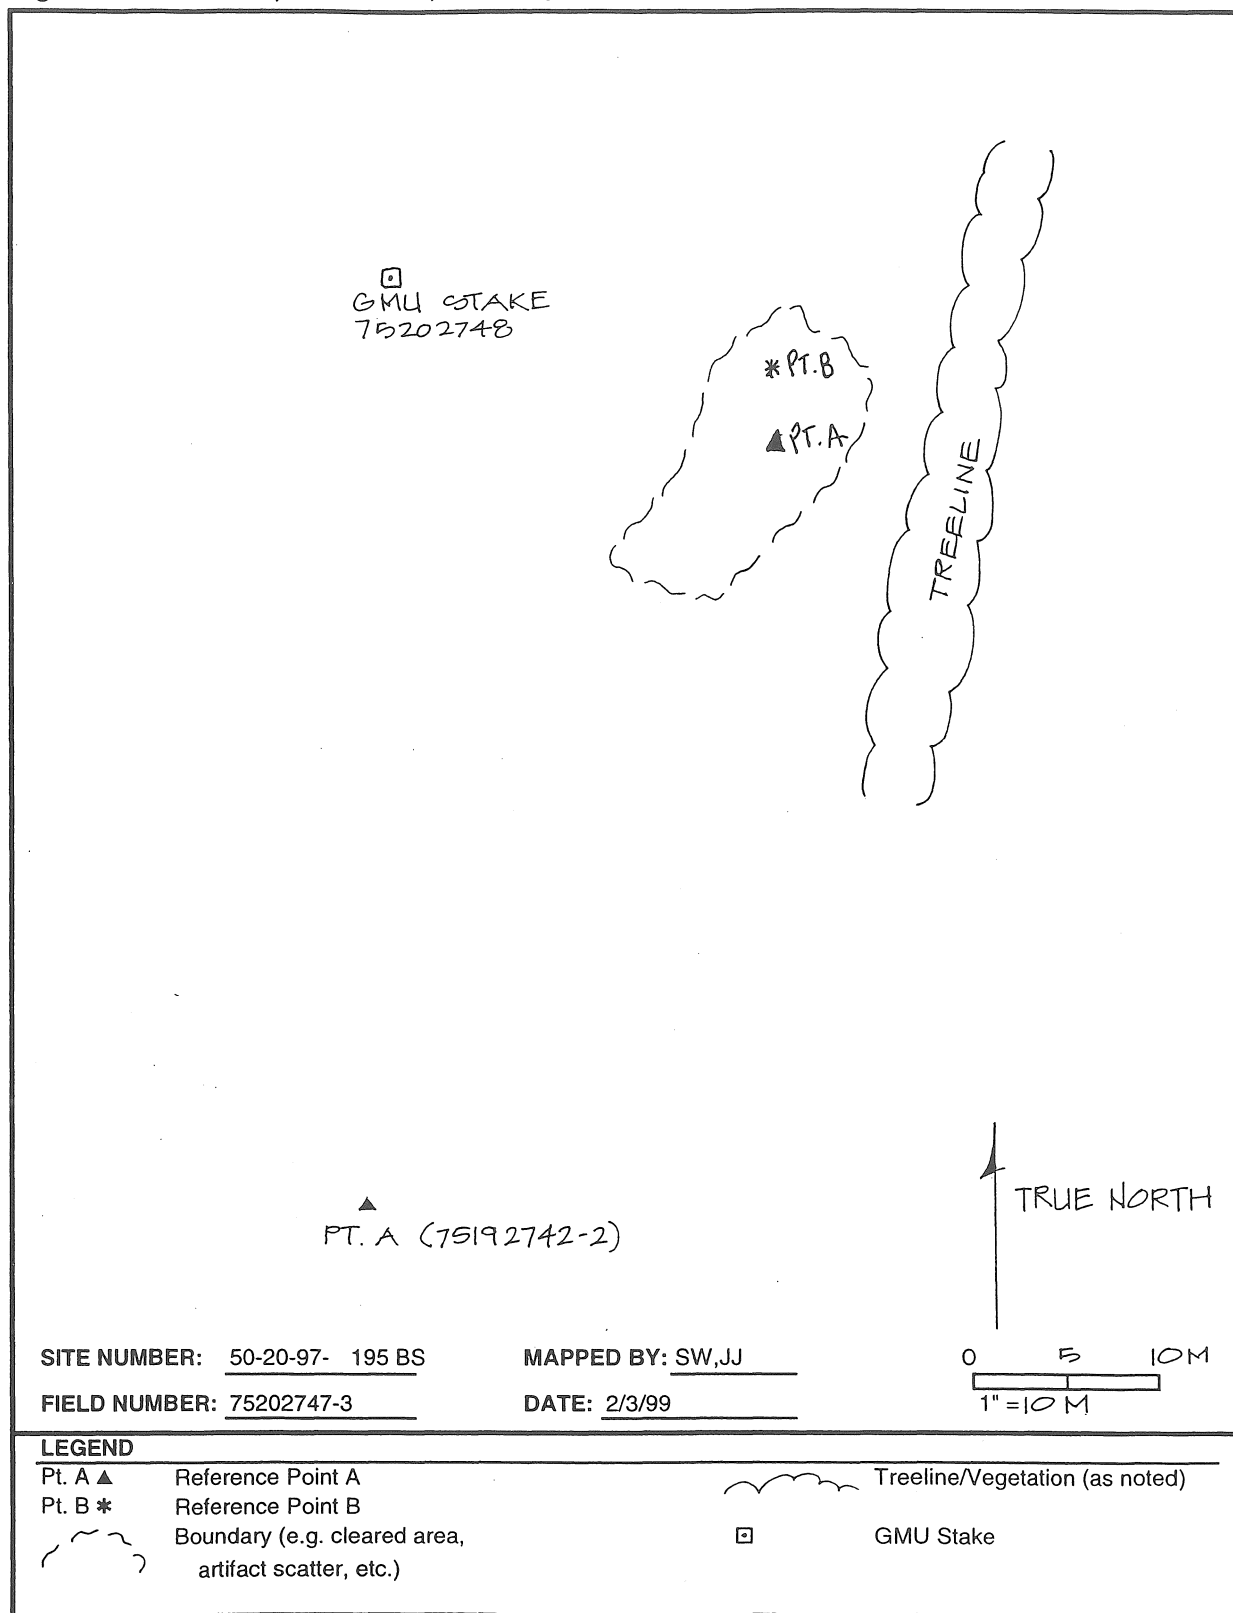 GMU STAKE
75202748
PT.B
PT.A
TREELINE
TRUE NORTH
PT. A (75192742-2)
SITE NUMBER: 50-20-97- 195 BS
MAPPED BY: SW,JJ
0 5 10M
FIELD NUMBER: 75202747-3
DATE: 2/3/99
1"=10 M
LEGEND
Pt. A ▲ Reference Point A
Treeline/Vegetation (as noted)
Pt. B * Reference Point B
Boundary (e.g. cleared area,
artifact scatter, etc.)
GMU Stake